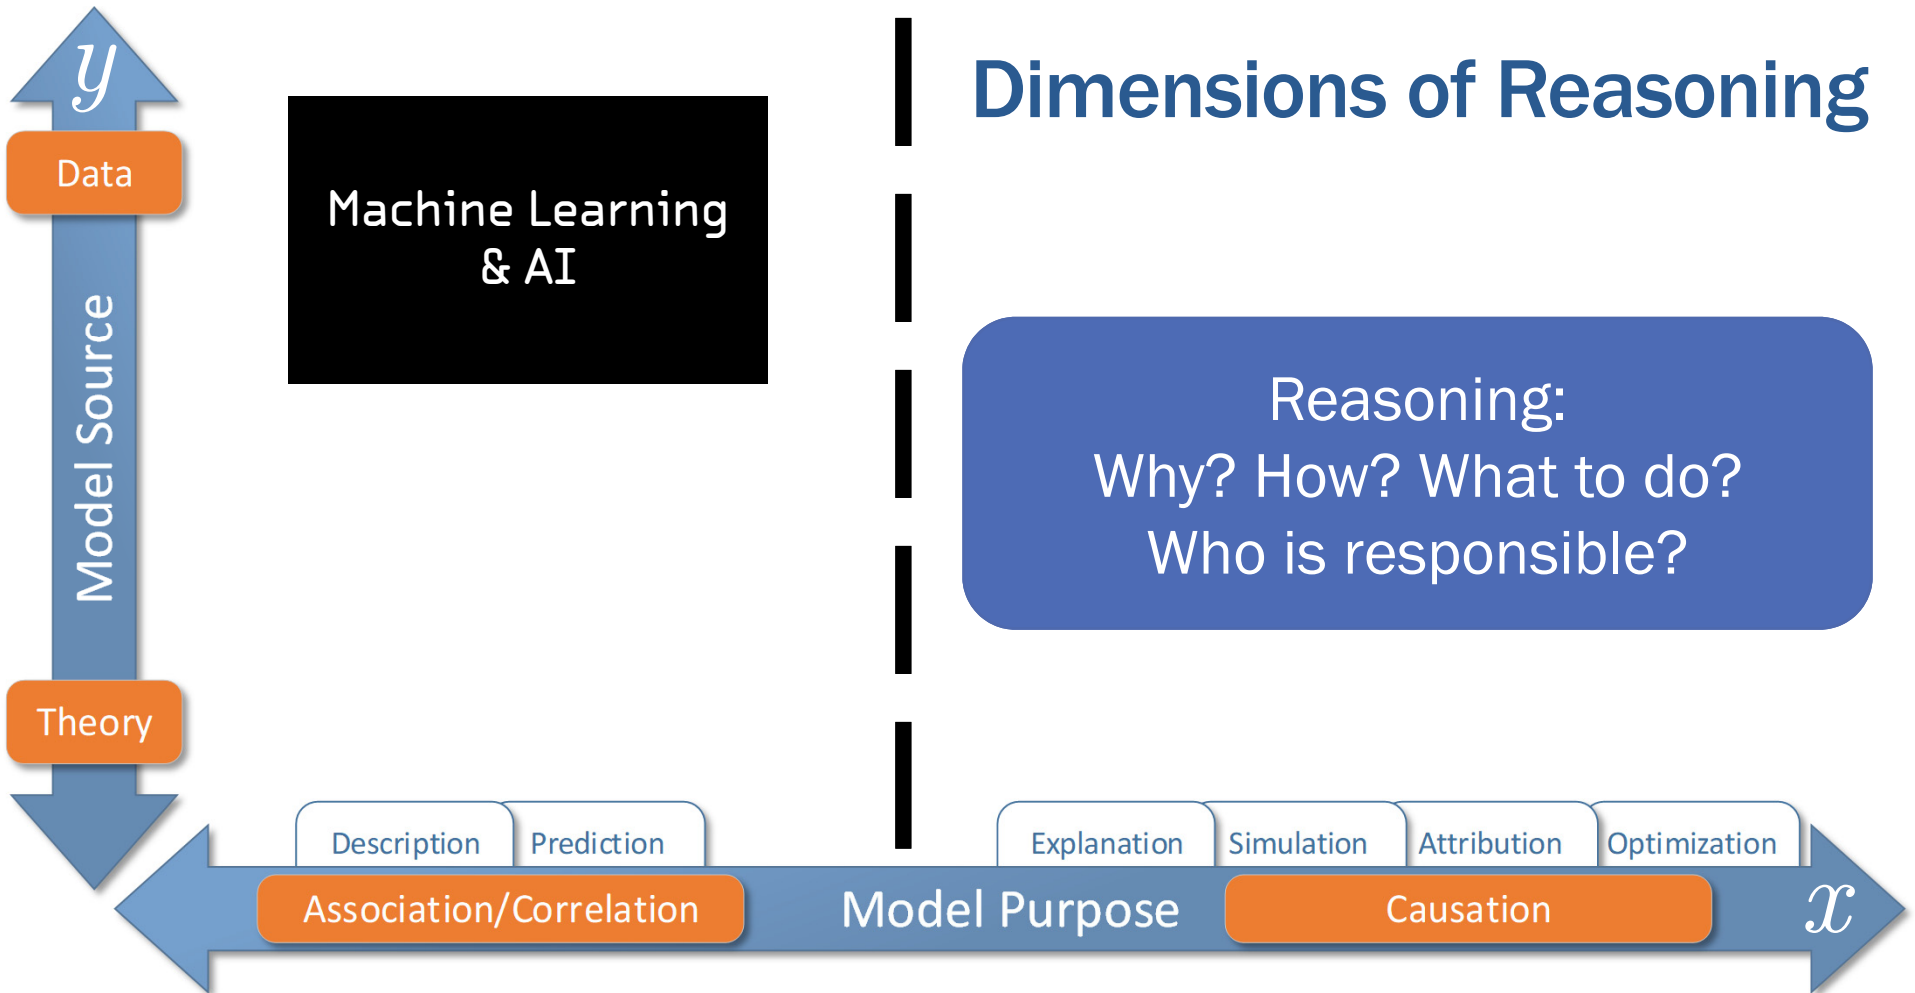 y
Dimensions of Reasoning
Data
Machine Learning
& AI
Model Source
Reasoning:
Why? How? What to do?
Who is responsible?
Theory
Description
Prediction
Explanation
Simulation
Attribution
Optimization
Association/Correlation
Model Purpose
Causation
x